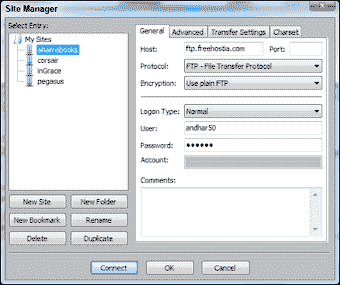 Site Manager
Select Entry:
My Sites
aharrisbooks
corsair
inGrace
pegasus
New Site
New Folder
New Bookmark
Rename
Delete
Duplicate
General
Advanced
Transfer Settings
Charset
Host:
ftp.freehostia.com
Port:
Protocol:
FTP - File Transfer Protocol
Encryption:
Use plain FTP
Logon Type:
Normal
User:
andhar50
Password:
●●●●●●
Account:
Comments:
Connect
OK
Cancel